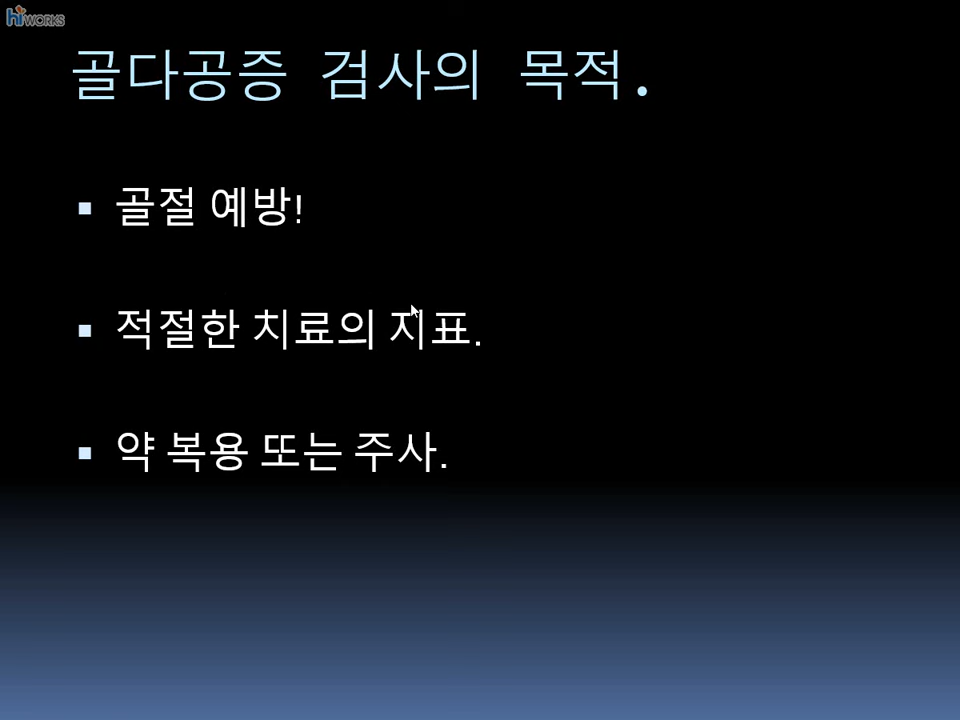 hiworks
골다공증 검사의 목적.
골절 예방!
적절한 치료의 지표.
약 복용 또는 주사.